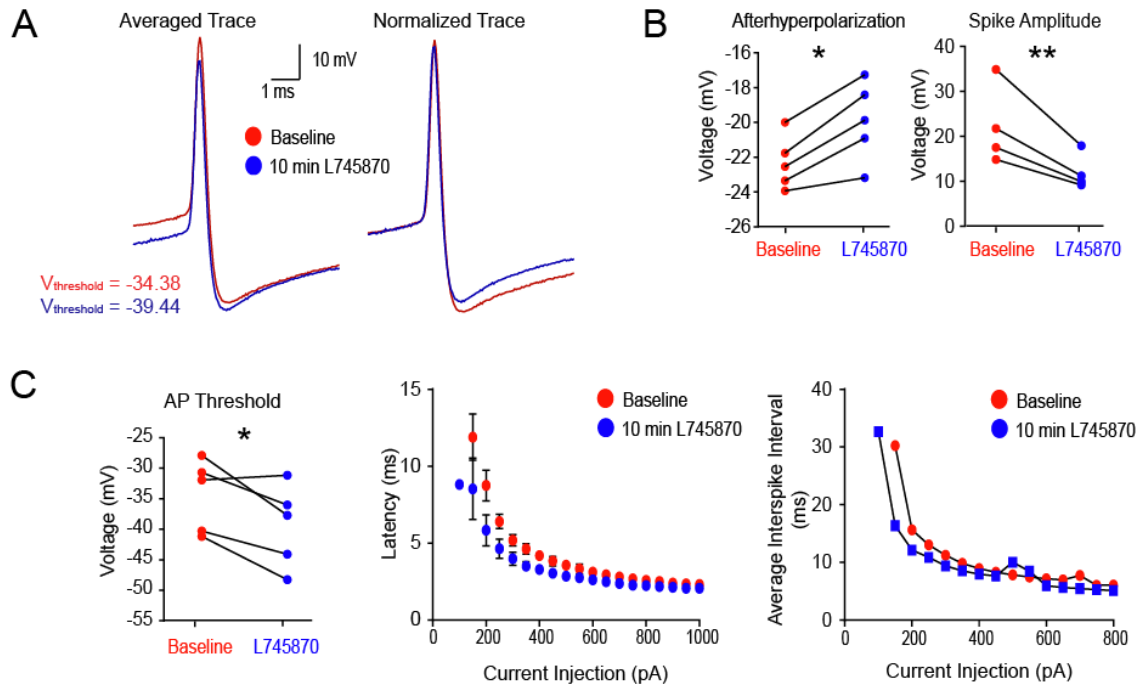 A
Averaged Trace
Normalized Trace
10 mV
1 ms
Baseline
10 min L745870
Vthreshold = -34.38
Vthreshold = -39.44
B
Afterhyperpolarization
Spike Amplitude
*
**
Voltage (mV)
-16
-18
-20
-22
-24
-26
Baseline
L745870
Voltage (mV)
40
30
20
10
0
Baseline
L745870
C
AP Threshold
*
Voltage (mV)
-25
-30
-35
-40
-45
-50
-55
Baseline
L745870
Latency (ms)
15
10
5
0
0
200
400
600
800
1000
Current Injection (pA)
Baseline
10 min L745870
Average Interspike Interval
(ms)
40
30
20
10
0
0
200
400
600
800
Current Injection (pA)
Baseline
10 min L745870